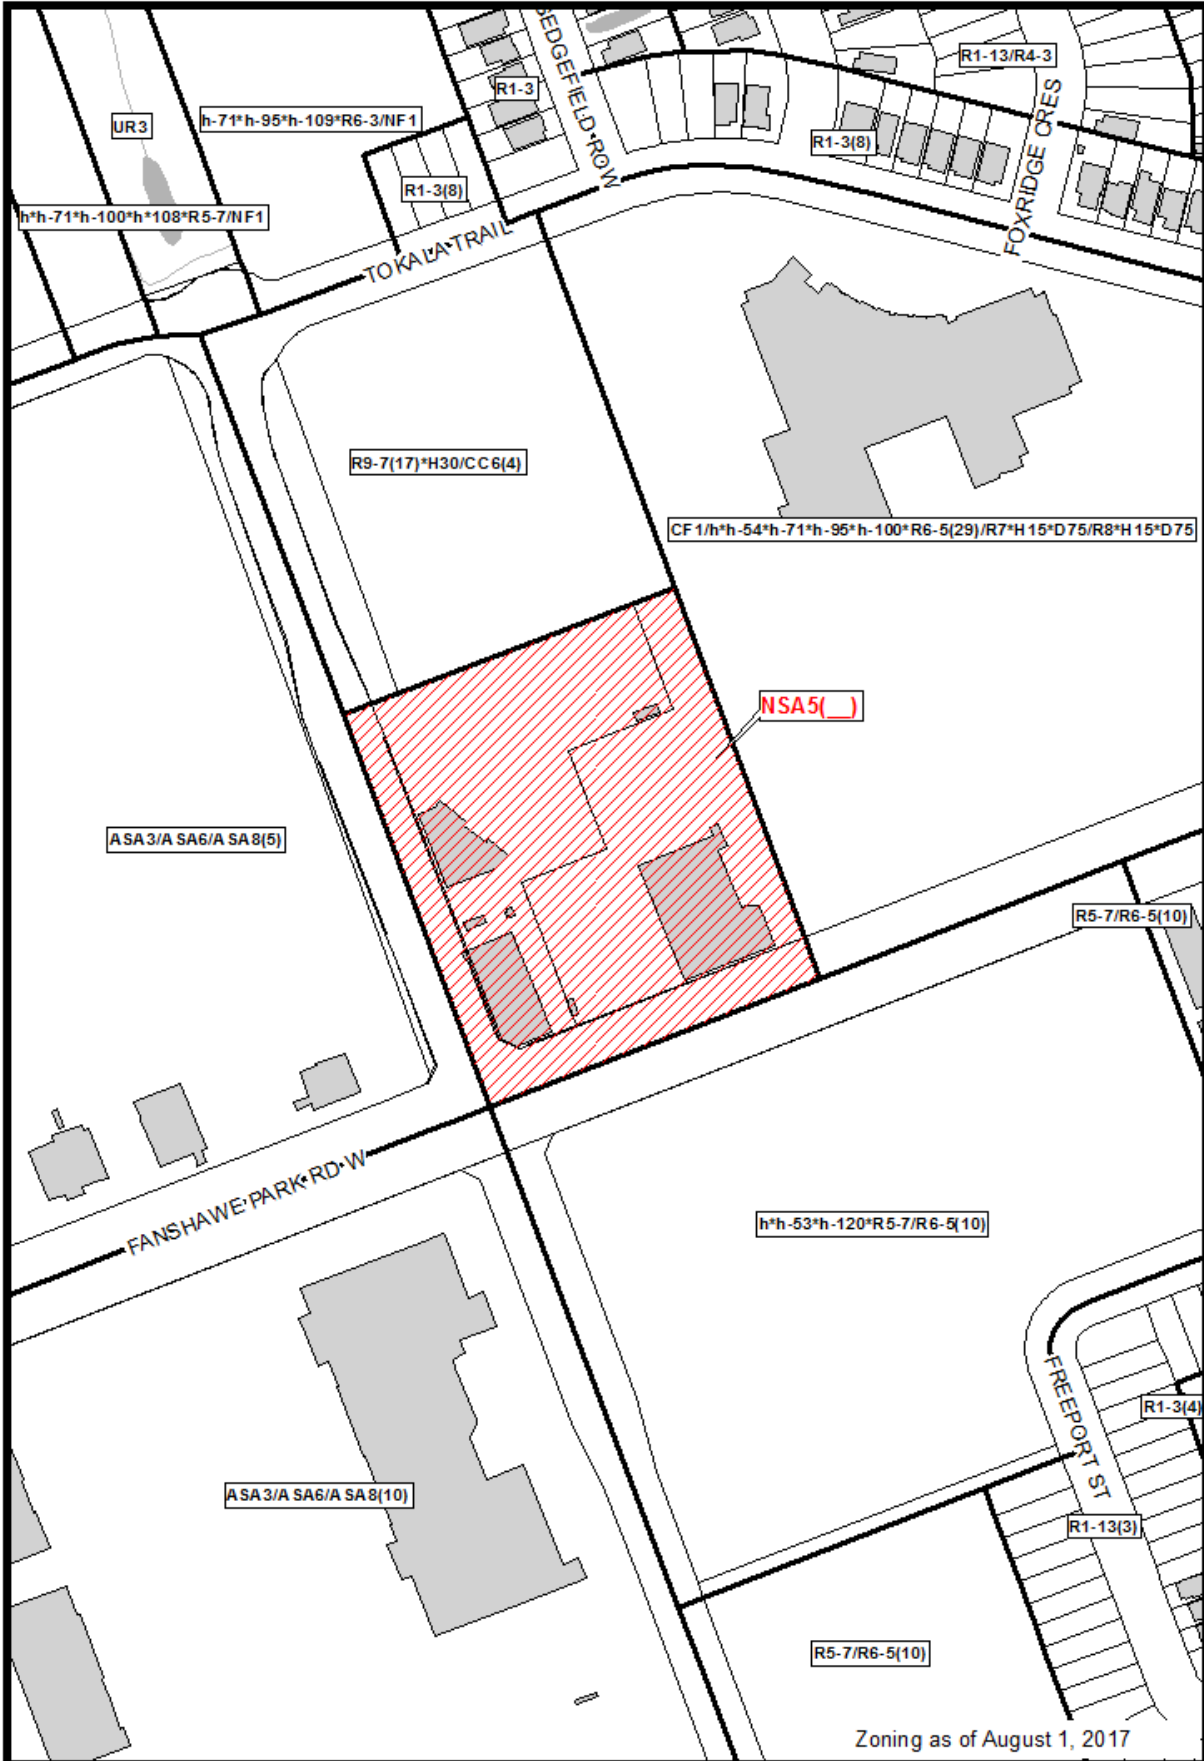 SEDGEFIELD ROW
R1-13/R4-3
R1-3
FOXRIDGE CRES
UR3
h-71*h-95*h-109*R6-3/NF1
R1-3(8)
R1-3(8)
h*h-71*h-100*h*108*R5-7/NF1
TOKALA TRAIL
R9-7(17)*H30/CC6(4)
CF1/h*h-54*h-71*h-95*h-100*R6-5(29)/R7*H15*D75/R8*H15*D75
NSA5(__)
ASA3/ASA6/ASA8(5)
R5-7/R6-5(10)
FANSHAWE PARK RD W
h*h-53*h-120*R5-7/R6-5(10)
FREEPORT ST
R1-3(4)
ASA3/ASA6/ASA8(10)
R1-13(3)
R5-7/R6-5(10)
Zoning as of August 1, 2017